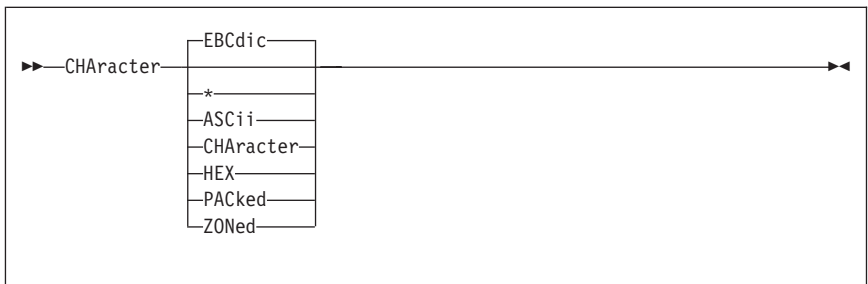 EBCdic
CHAracter
*
ASCii
CHAracter
HEX
PACked
ZONed